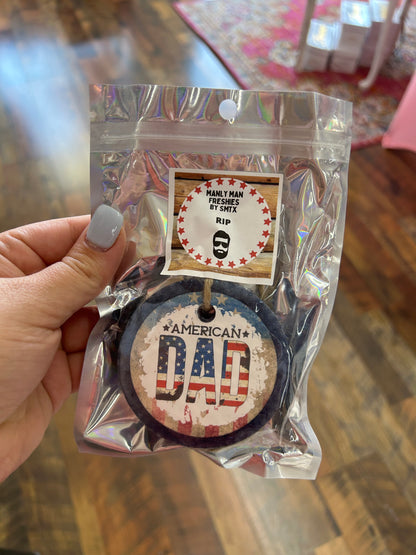 MANLY MAN
FRESHIES
BY SMTX
RIP
★AMERICAN★
DAD